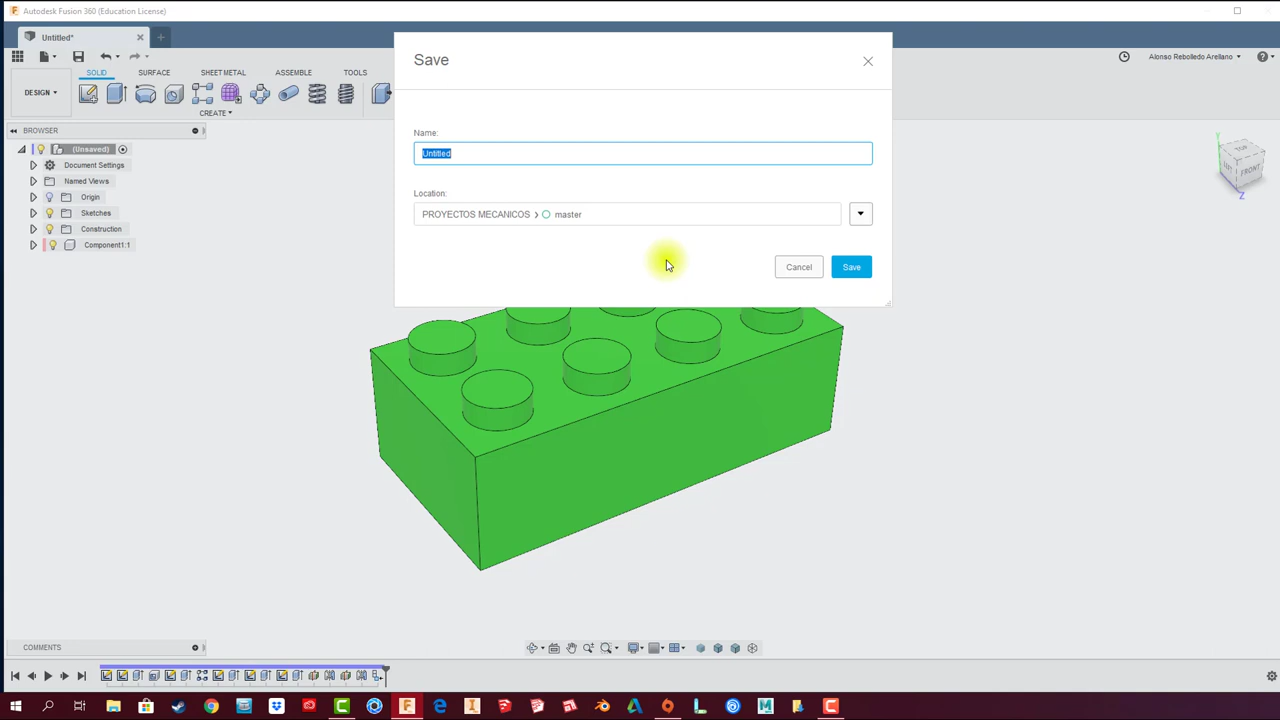 Autodesk Fusion 360 (Education License)
Untitled*
Save
Alonso Rebolledo Arellano
SOLID
SURFACE
SHEET METAL
ASSEMBLE
TOOLS
DESIGN
CREATE
BROWSER
(Unsaved)
Document Settings
Named Views
Origin
Sketches
Construction
Component1:1
Name:
Untitled
Location:
PROYECTOS MECANICOS > master
Cancel
Save
TOP
FRONT
Y
Z
COMMENTS